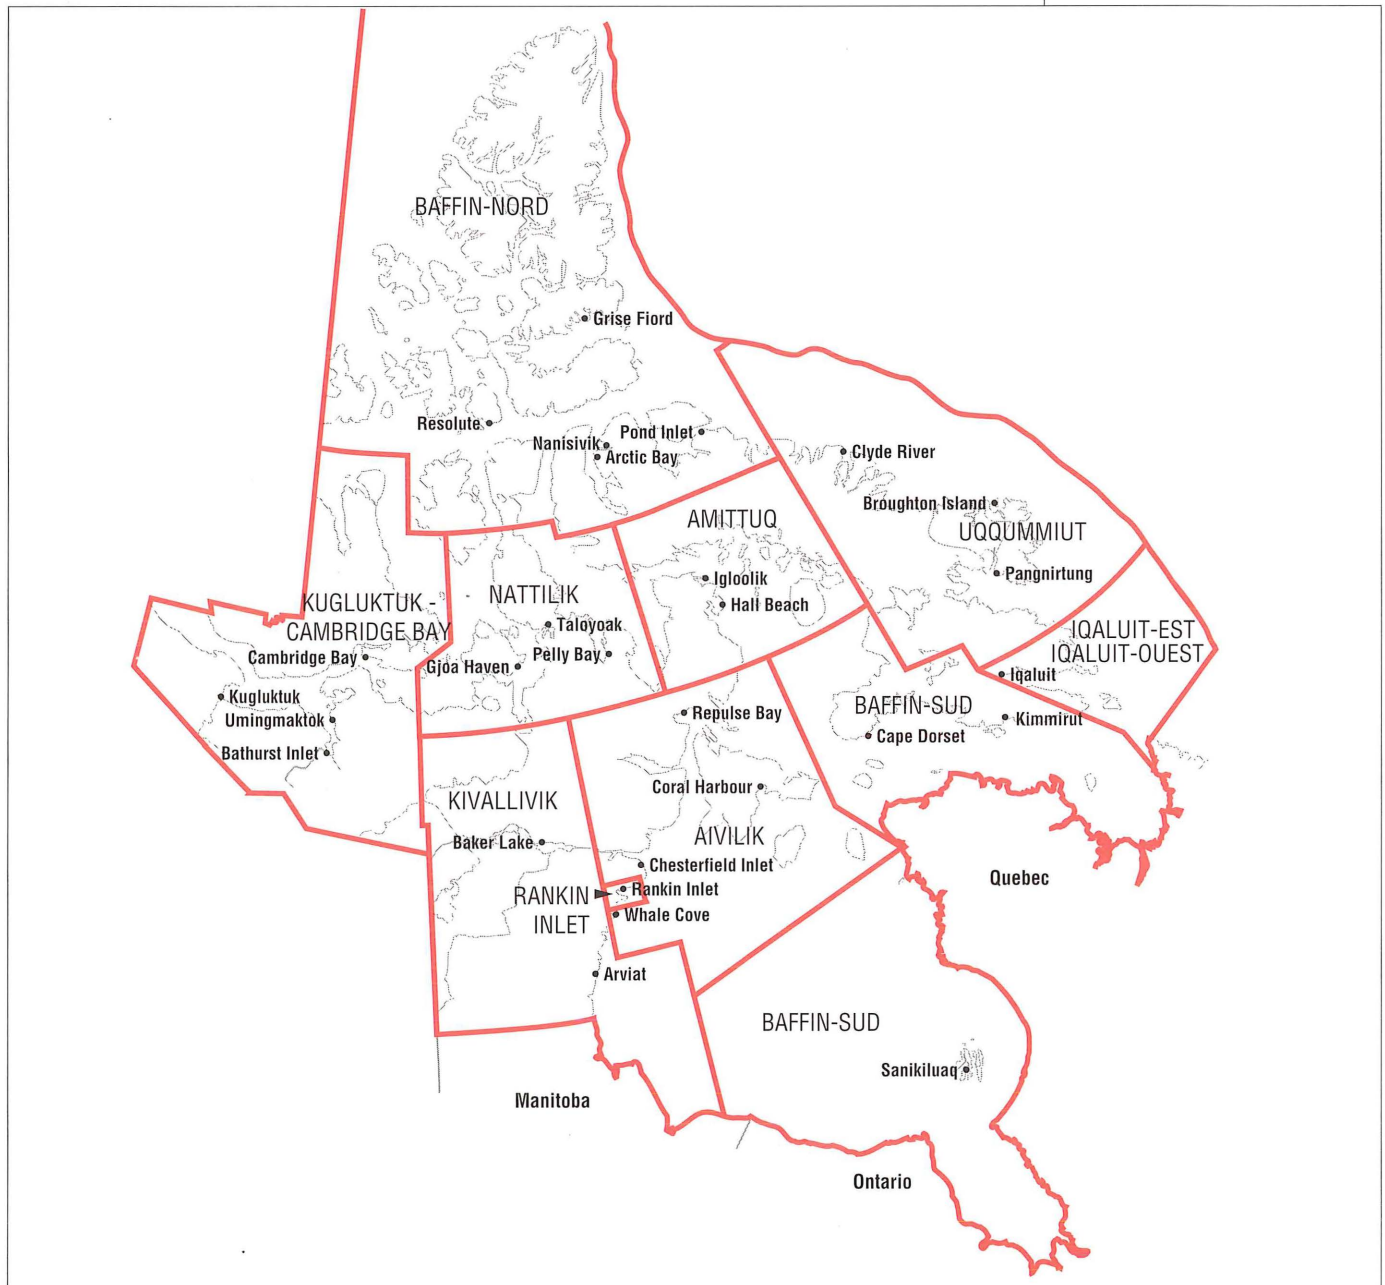 BAFFIN-NORD
Grise Fiord
Resolute
Nanisivik
Pond Inlet
Arctic Bay
Clyde River
Broughton Island
UQQUMMIUT
Pangnirtung
AMITTUQ
Igloolik
Hall Beach
KUGLUKTUK -
CAMBRIDGE BAY
Cambridge Bay
Kugluktuk
Umingmaktok
Bathurst Inlet
NATTILIK
Taloyoak
Pelly Bay
Gjoa Haven
IQALUIT-EST
IQALUIT-OUEST
Iqaluit
BAFFIN-SUD
Kimmirut
Cape Dorset
Repulse Bay
Coral Harbour
AIVILIK
KIVALLIVIK
Baker Lake
Chesterfield Inlet
RANKIN
INLET
Rankin Inlet
Whale Cove
Arviat
Quebec
BAFFIN-SUD
Sanikiluaq
Manitoba
Ontario